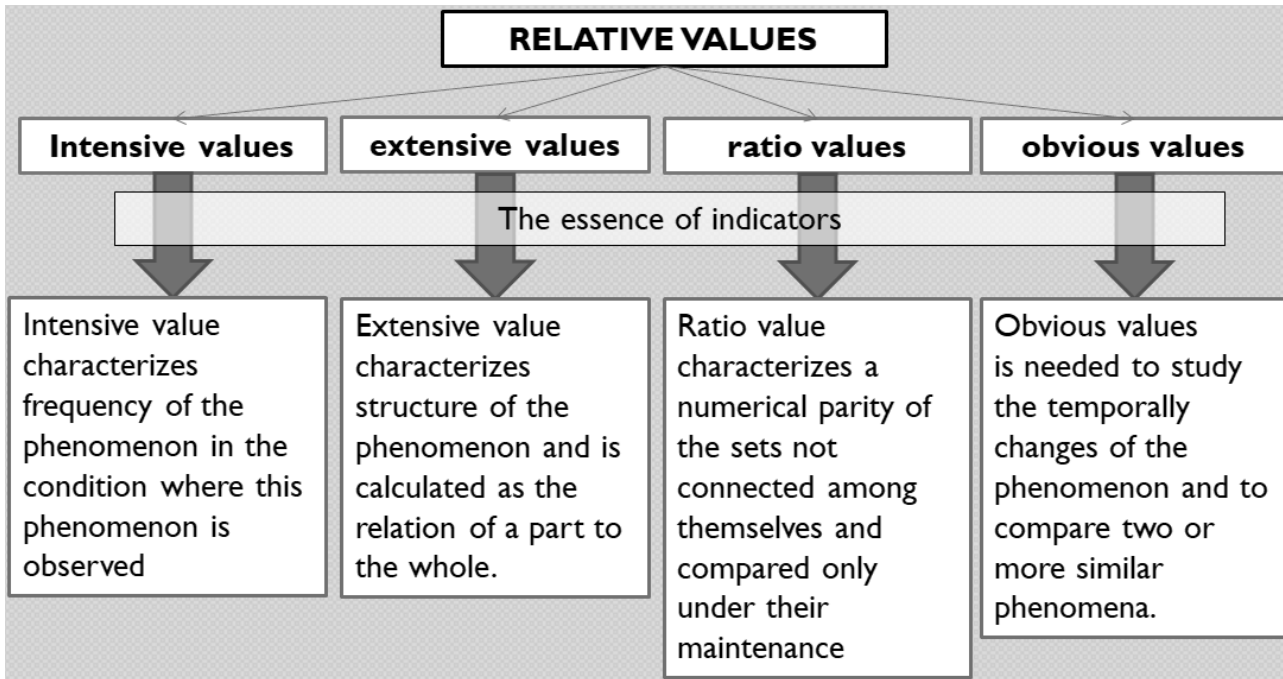 RELATIVE VALUES
Intensive values
extensive values
ratio values
obvious values
The essence of indicators
Intensive value
characterizes
frequency of the
phenomenon in the
condition where this
phenomenon is
observed
Extensive value
characterizes
structure of the
phenomenon and is
calculated as the
relation of a part to
the whole.
Ratio value
characterizes a
numerical parity of
the sets not
connected among
themselves and
compared only
under their
maintenance
Obvious values
is needed to study
the temporally
changes of the
phenomenon and to
compare two or
more similar
phenomena.